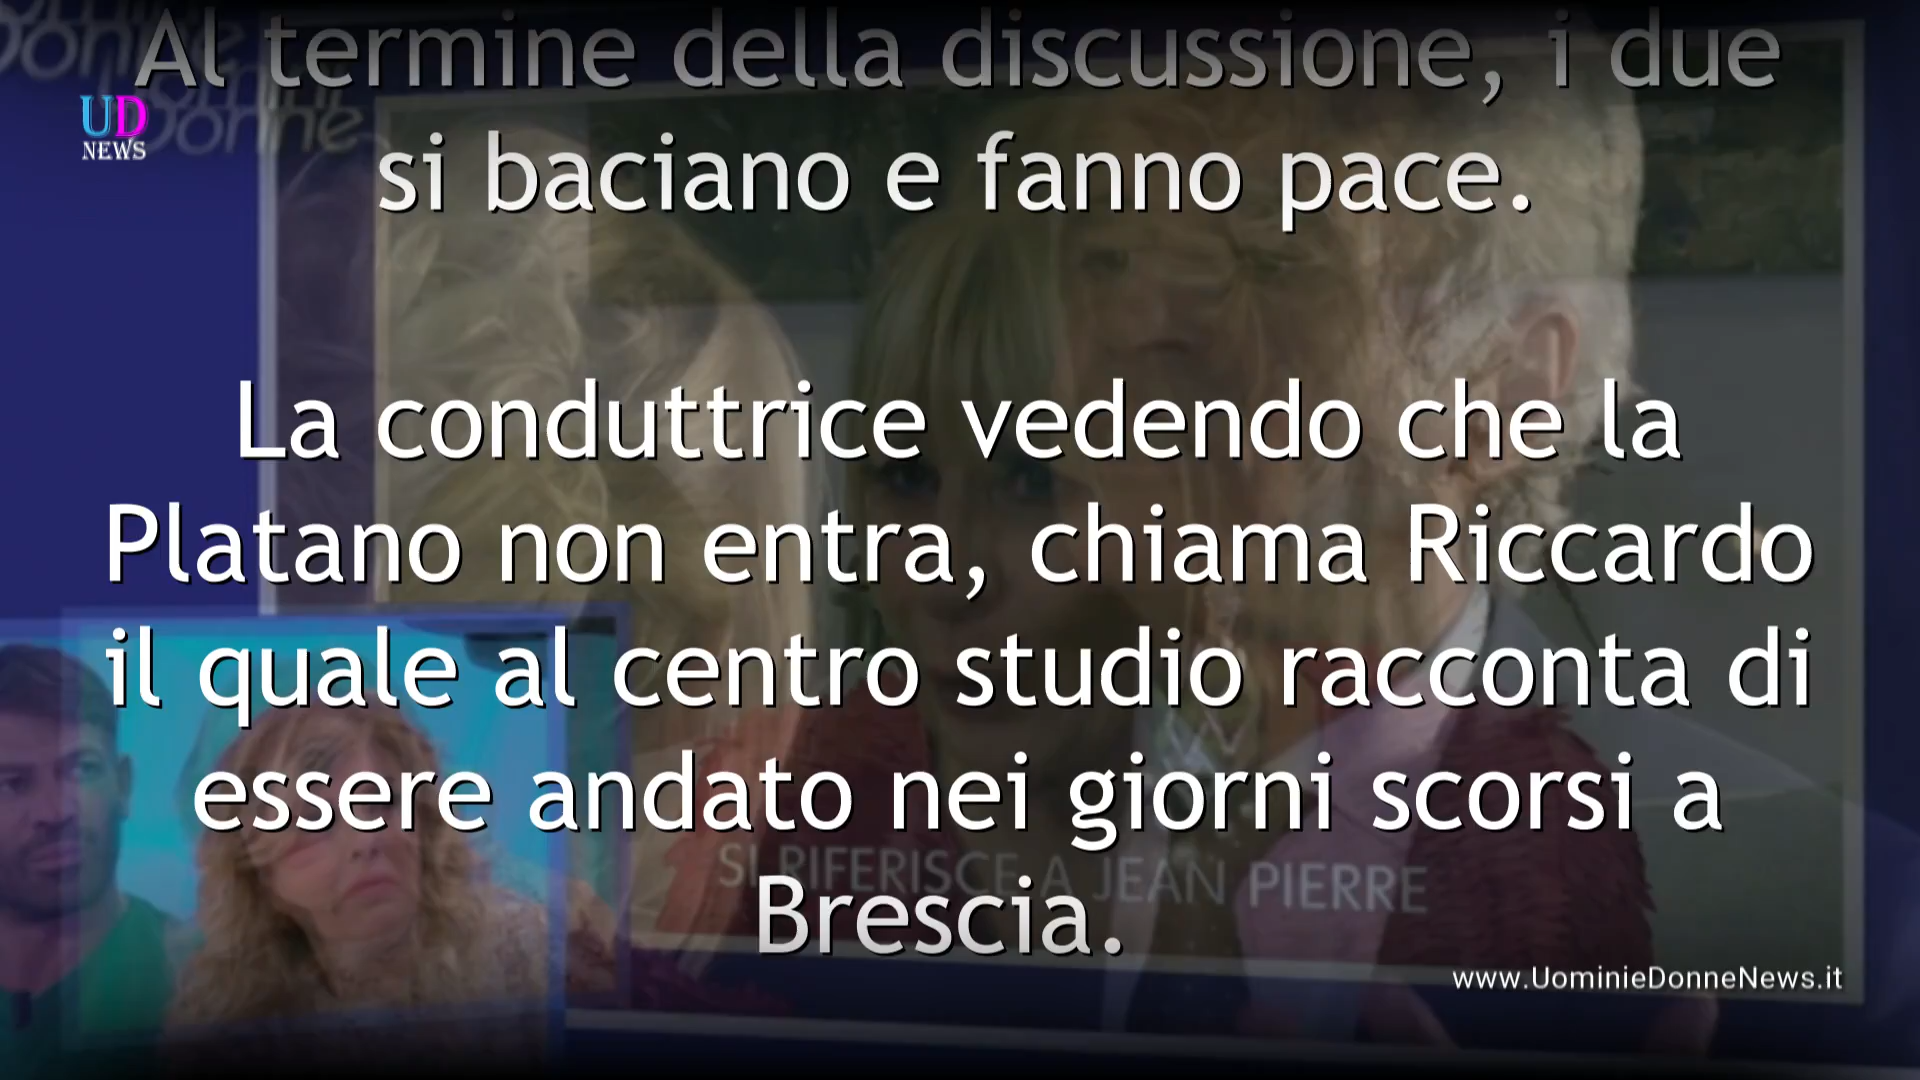 Al termine della discussione, i due
si baciano e fanno pace.
La conduttrice vedendo che la
Platano non entra, chiama Riccardo
il quale al centro studio racconta di
essere andato nei giorni scorsi a
Brescia.
UD
NEWS
Donne
Donne
SI RIFERISCE A JEAN PIERRE
www.UominieDonneNews.it